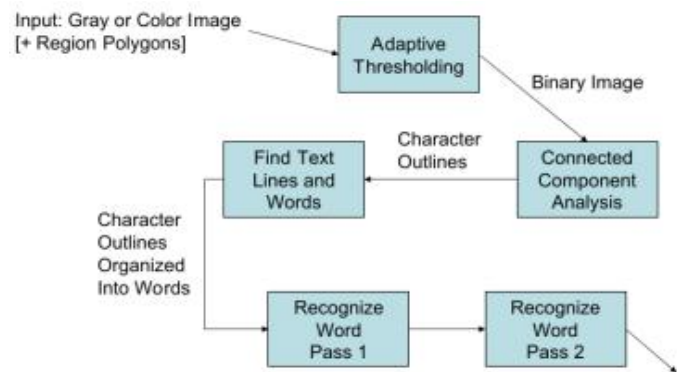 Input: Gray or Color Image
[+ Region Polygons]
Adaptive
Thresholding
Binary Image
Character
Outlines
Find Text
Lines and
Words
Connected
Component
Analysis
Character
Outlines
Organized
Into Words
Recognize
Word
Pass 1
Recognize
Word
Pass 2